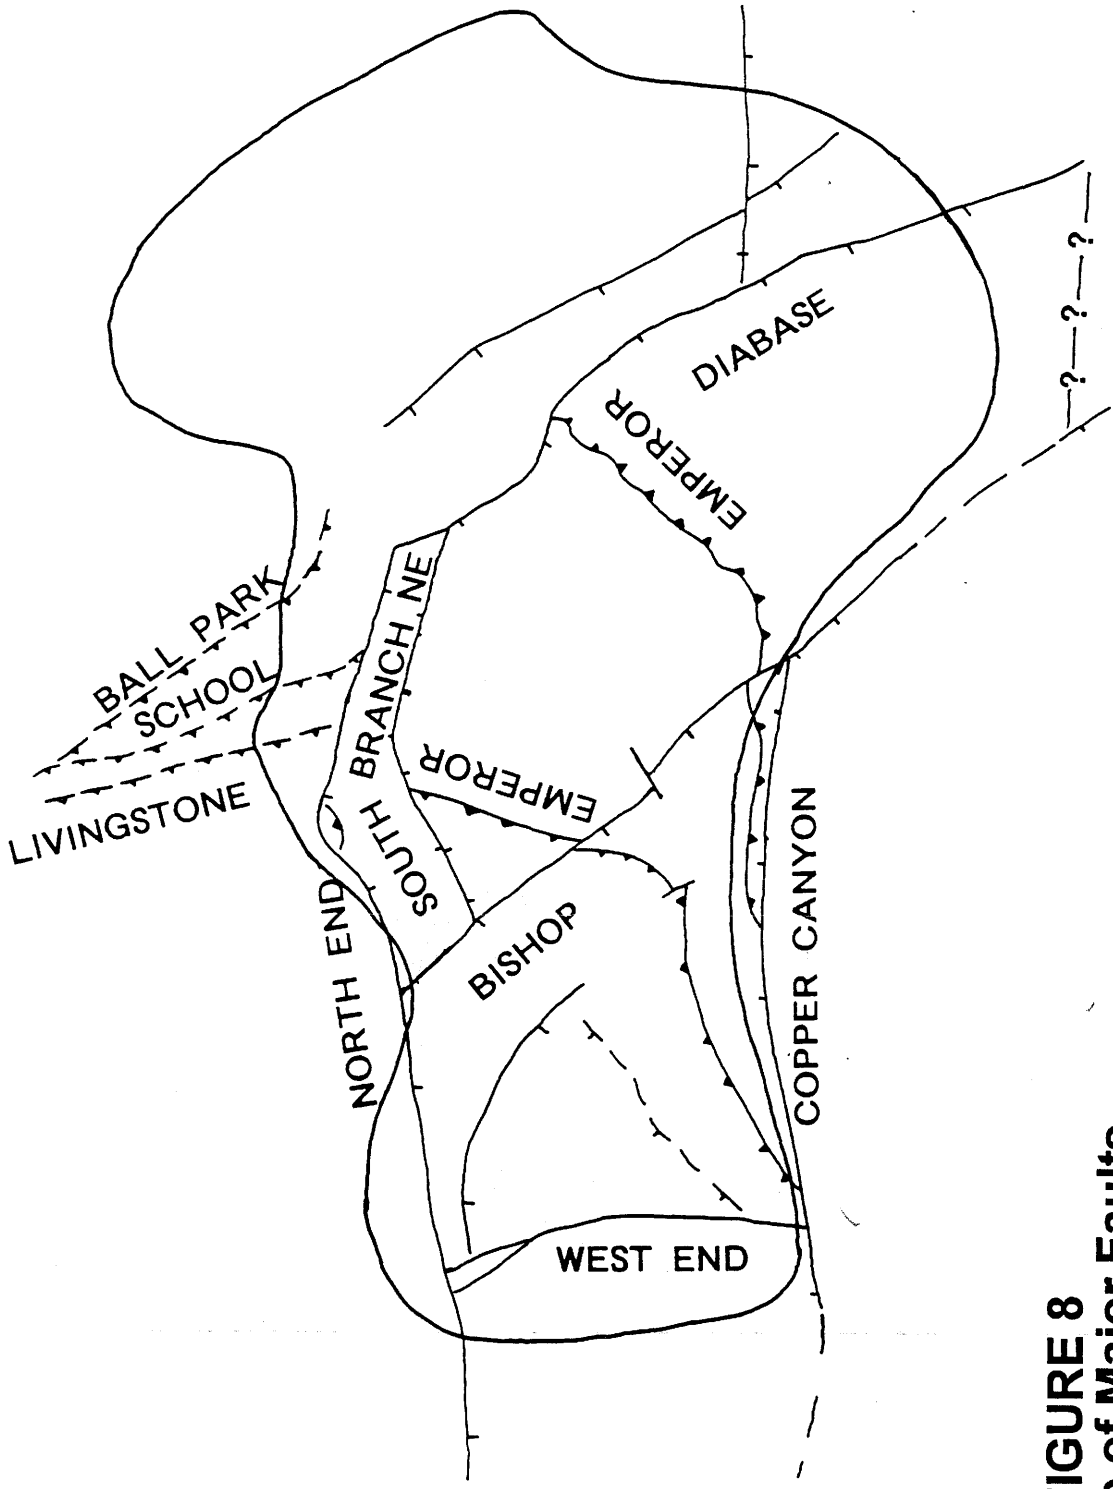 BALL PARK
SCHOOL
LIVINGSTONE
NORTH END
SOUTH BRANCH NE
EMPEROR
DIABASE
EMPEROR
BISHOP
COPPER CANYON
WEST END
?—?—?
FIGURE 8
of Major Faults